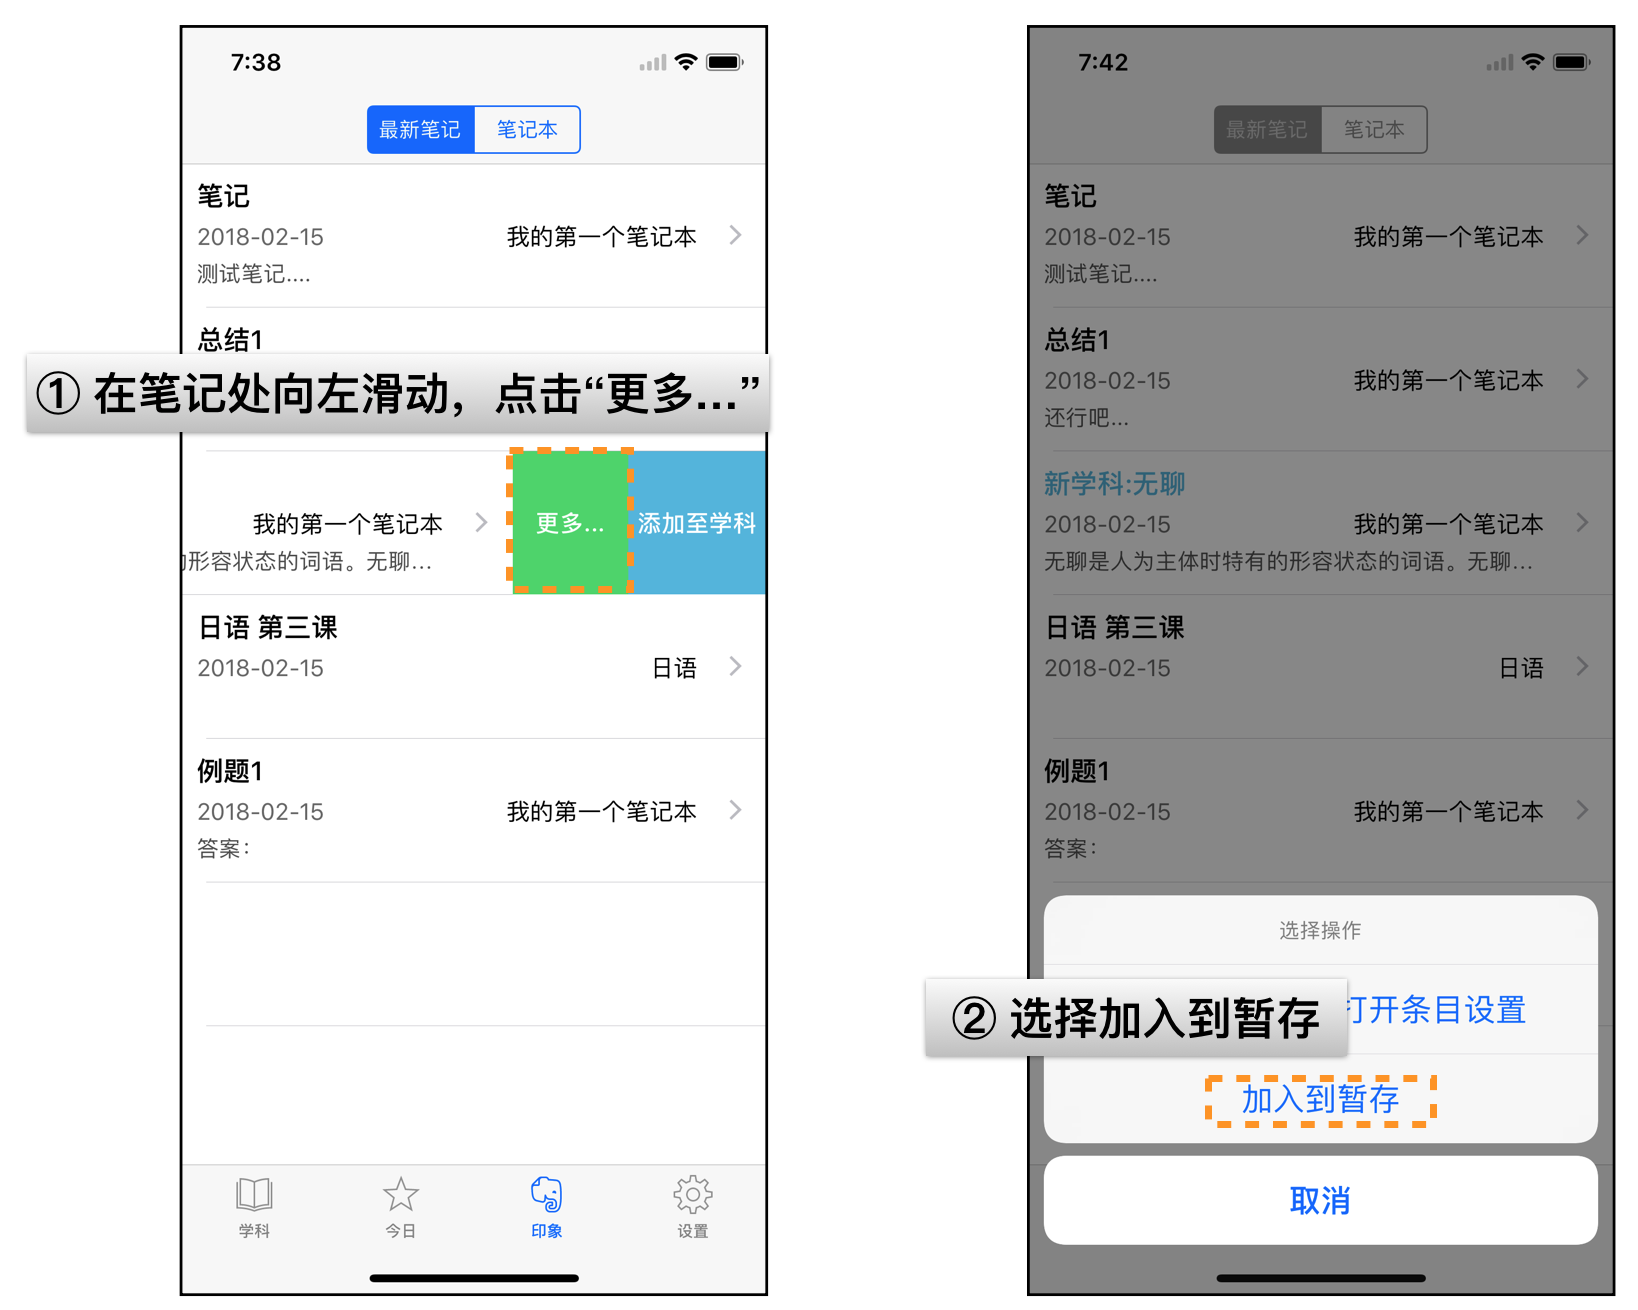 7:38
最新笔记 笔记本
笔记
2018-02-15 我的第一个笔记本
测试笔记....
总结1
① 在笔记处向左滑动，点击“更多...”
我的第一个笔记本 更多... 添加至学科
形容状态的词语。无聊...
日语 第三课
2018-02-15 日语
例题1
2018-02-15 我的第一个笔记本
答案：
学科 今日 印象 设置
7:42
最新笔记 笔记本
笔记
2018-02-15 我的第一个笔记本
测试笔记....
总结1
2018-02-15 我的第一个笔记本
还行吧...
新学科:无聊
2018-02-15 我的第一个笔记本
无聊是人为主体时特有的形容状态的词语。无聊...
日语 第三课
2018-02-15 日语
例题1
2018-02-15 我的第一个笔记本
答案：
选择操作
② 选择加入到暂存
打开条目设置
加入到暂存
取消